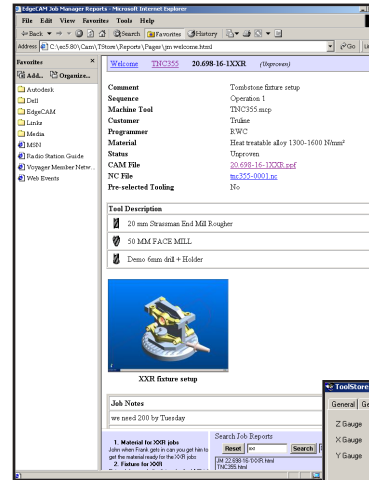 EdgeCAM Job Manager Reports - Microsoft Internet Explorer
File Edit View Favorites Tools Help
Back Search Favorites History
Address C:\ec5.80\Cam\TStore\Reports\Pages\jm welcome.html Go
Favorites ×
Add... Organize...
Autodesk
Dell
EdgeCAM
Links
Media
MSN
Radio Station Guide
Voyager Member Netw...
Web Events
Welcome TNC355 20.698-16-1XXR (Unproven)
Comment Tombstone fixture setup
Sequence Operation 1
Machine Tool TNC355.mcp
Customer Truline
Programmer RWC
Material Heat treatable alloy 1300-1600 N/mm²
Status Unproven
CAM File 20.698-16-1XXR.ppf
NC File tnc355-0001.nc
Pre-selected Tooling No
Tool Description
20 mm Strassman End Mill Rougher
50 MM FACE MILL
Demo 6mm drill + Holder
XXR fixture setup
Job Notes
we need 200 by Tuesday
1. Material for XXR jobs
John when Frank gets in can you get him to
get the material ready for the XXR jobs
2. Fixture for XXR
Search Job Reports
Reset xxr Search
JM 22.698-16-1XXR.html
TNC355.html
ToolStore
General Ge
Z Gauge
X Gauge
Y Gauge